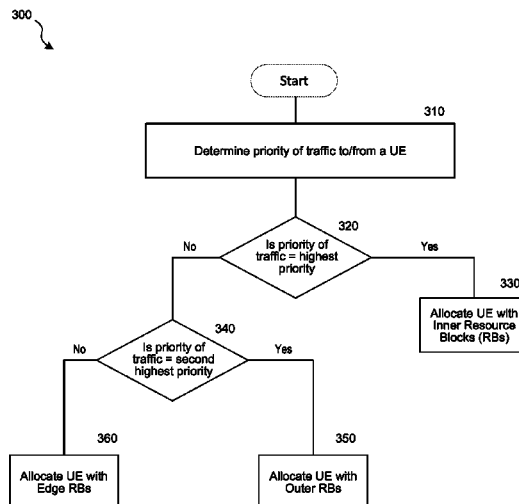 300
Start
310
Determine priority of traffic to/from a UE
320
Is priority of
traffic = highest
priority
No
Yes
330
Allocate UE with
Inner Resource
Blocks (RBs)
340
Is priority of
traffic = second
highest priority
No
Yes
360
Allocate UE with
Edge RBs
350
Allocate UE with
Outer RBs